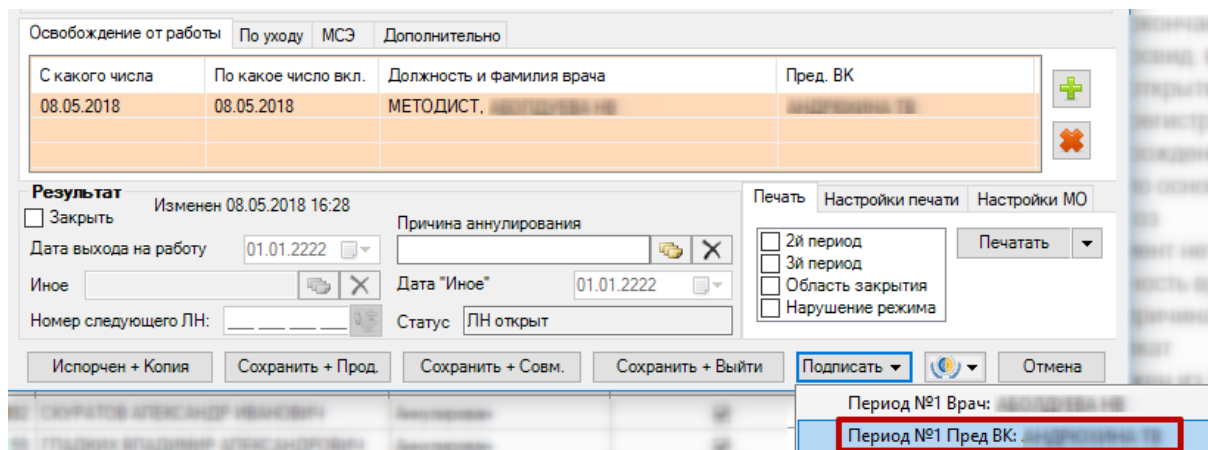 Освобождение от работы По уходу МСЭ Дополнительно
С какого числа По какое число вкл. Должность и фамилия врача Пред. ВК
08.05.2018 08.05.2018 МЕТОДИСТ,
Результат
Изменен 08.05.2018 16:28
Закрыть
Причина аннулирования
Дата выхода на работу 01.01.2222
Иное Дата "Иное" 01.01.2222
Номер следующего ЛН: ___ ___ ___ ___ Статус ЛН открыт
Печать Настройки печати Настройки МО
2й период Печатать
3й период
Область закрытия
Нарушение режима
Испорчен + Копия Сохранить + Прод. Сохранить + Совм. Сохранить + Выйти Подписать Отмена
Период №1 Врач:
Период №1 Пред ВК: